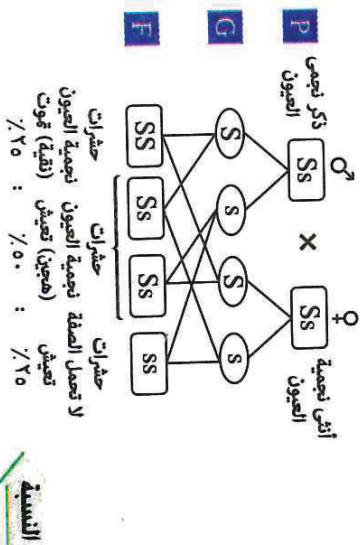 ♂ × ♀
P
ذكر نجمى
العيون
Ss
Ss
أنثى نجمية
العيون
G
S s S s
F
SS Ss Ss ss
حشرات
نجمية العيون
(نقية) تموت
٪٢٥
:
حشرات
نجمية العيون
(هجين) تعيش
٪٥٠
:
حشرات
لا تحمل الصفة
تعيش
٪٢٥
النسبة